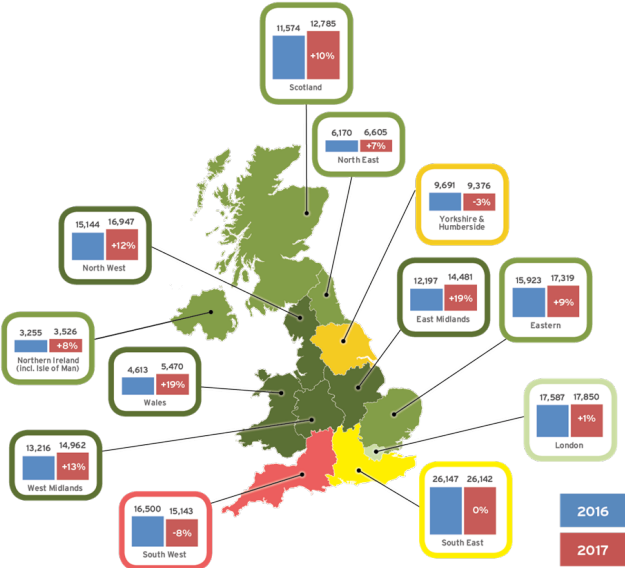 11,574 12,785
+10%
Scotland
6,170 6,605
+7%
North East
9,691 9,376
-3%
Yorkshire &
Humberside
15,144 16,947
+12%
North West
12,197 14,481
+19%
East Midlands
15,923 17,319
+9%
Eastern
3,255 3,526
+8%
Northern Ireland
(incl. Isle of Man)
4,613 5,470
+19%
Wales
17,587 17,850
+1%
London
13,216 14,962
+13%
West Midlands
16,500 15,143
-8%
South West
26,147 26,142
0%
South East
2016
2017